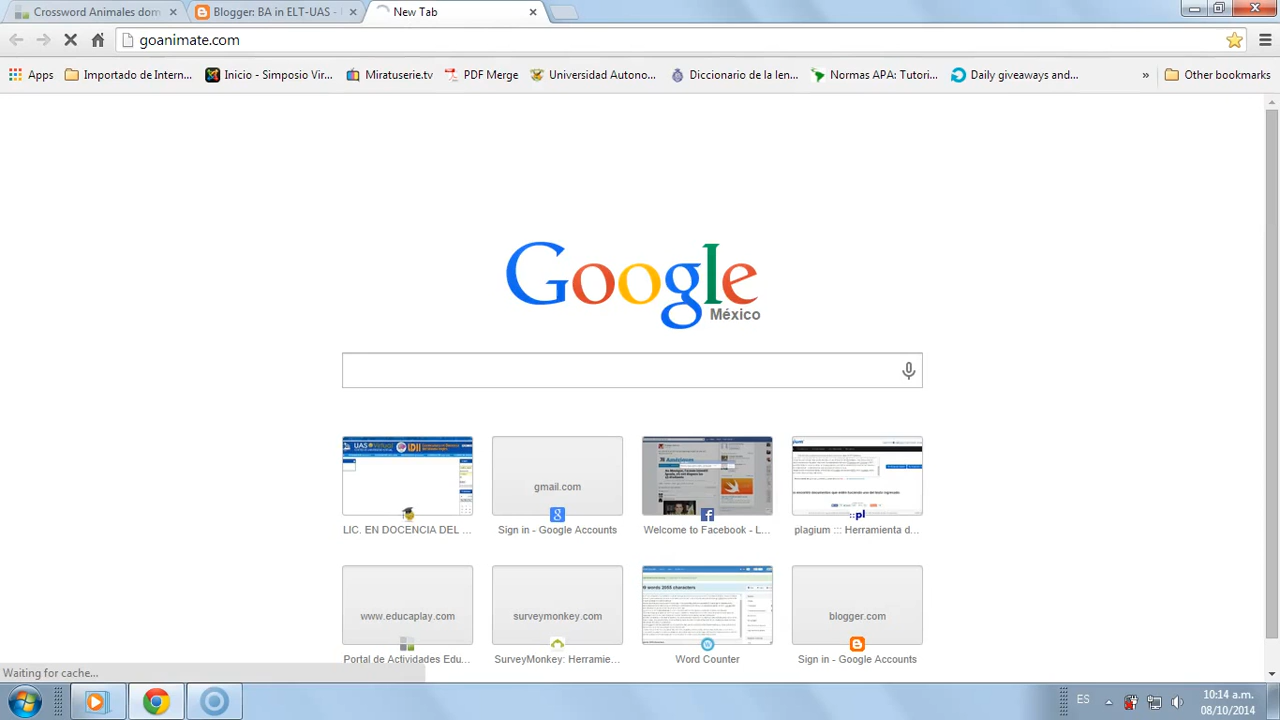 Crossword Animales dom
Blogger: BA in ELT-UAS -
New Tab
goanimate.com
Apps
Imporado de Intern...
Inicio - Simposio Vir...
Miratuserie.tv
PDF Merge
Universidad Autono...
Diccionario de la len...
Normas APA: Tutori...
Daily giveaways and...
»
Other bookmarks
Google
México
gmail.com
LIC. EN DOCENCIA DEL ...
Sign in - Google Accounts
Welcome to Facebook - L...
plagium ::: Herramienta d...
surveymonkey.com
blogger.com
Portal de Actividades Edu...
SurveyMonkey: Herramie...
Word Counter
Sign in - Google Accounts
Waiting for cache...
ES
10:14 a.m.
08/10/2014